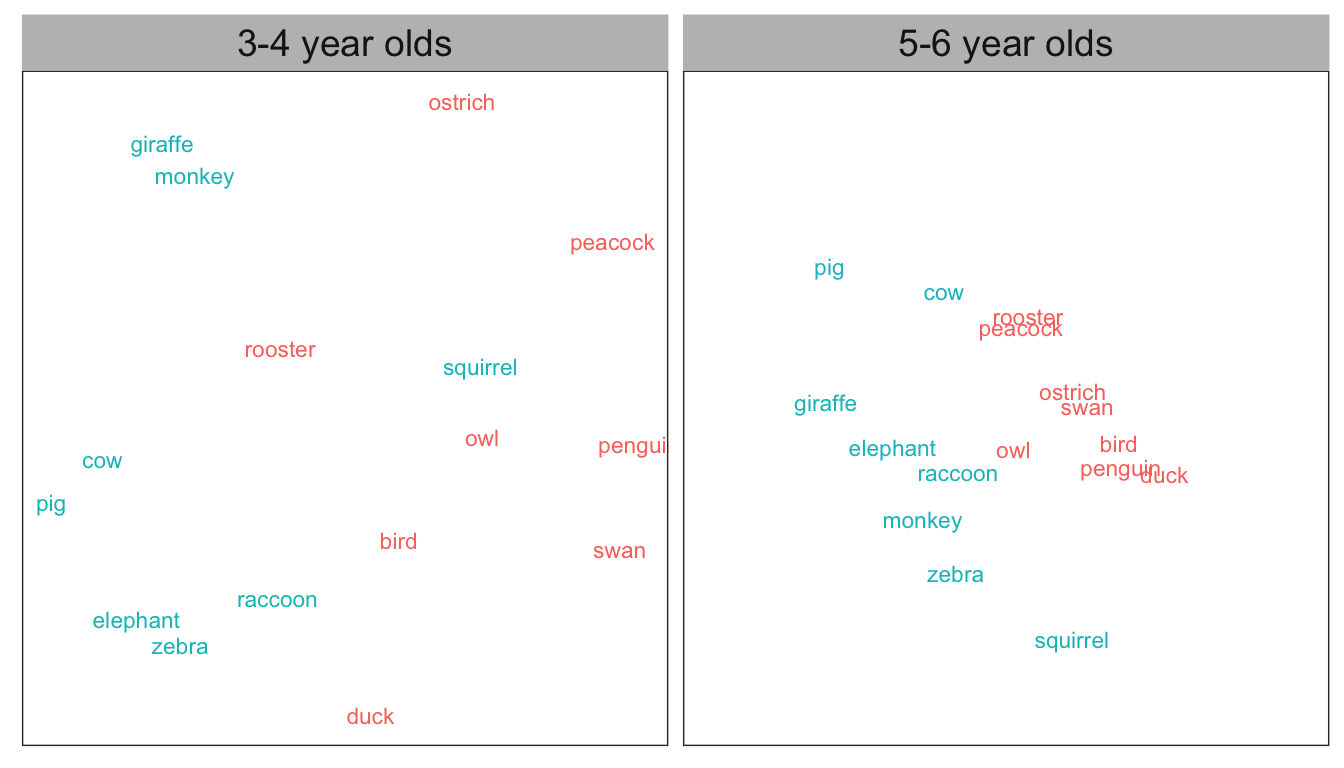 3-4 year olds
ostrich
giraffe
monkey
peacock
rooster
squirrel
owl
pengui
cow
pig
bird
swan
raccoon
elephant
zebra
duck
5-6 year olds
pig
cow
rooster
peacock
ostrich
giraffe
swan
bird
elephant
owl
penguin
raccoon
duck
monkey
zebra
squirrel